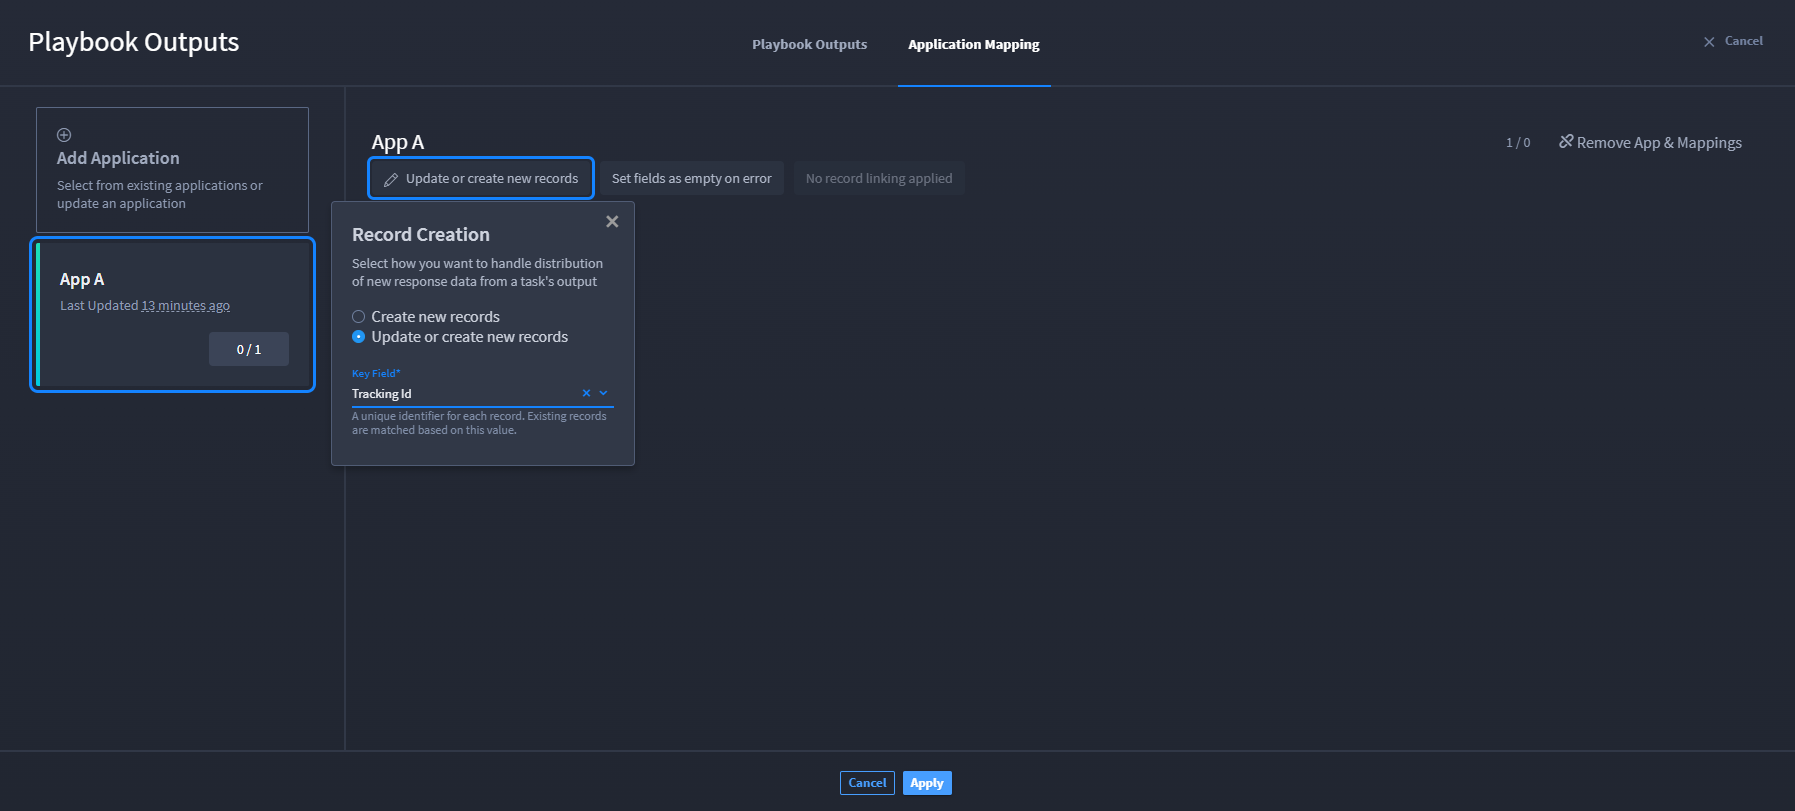 Playbook Outputs
Playbook Outputs
Application Mapping
Cancel
Add Application
Select from existing applications or
update an application
App A
Last Updated 13 minutes ago
0 / 1
App A
1 / 0
Remove App & Mappings
Update or create new records
Set fields as empty on error
No record linking applied
Record Creation
Select how you want to handle distribution
of new response data from a task's output
Create new records
Update or create new records
Key Field*
Tracking Id
A unique identifier for each record. Existing records
are matched based on this value.
Cancel
Apply